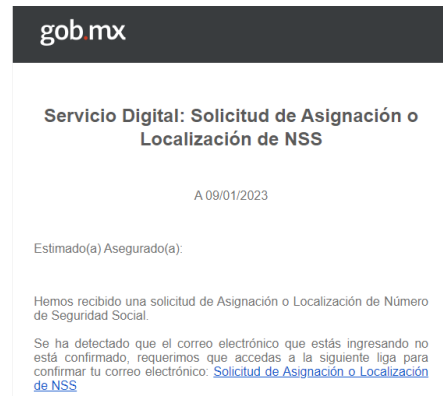 gob.mx
Servicio Digital: Solicitud de Asignación o
Localización de NSS
A 09/01/2023
Estimado(a) Asegurado(a):
Hemos recibido una solicitud de Asignación o Localización de Número
de Seguridad Social.
Se ha detectado que el correo electrónico que estás ingresando no
está confirmado, requerimos que accedas a la siguiente liga para
confirmar tu correo electrónico: Solicitud de Asignación o Localización
de NSS